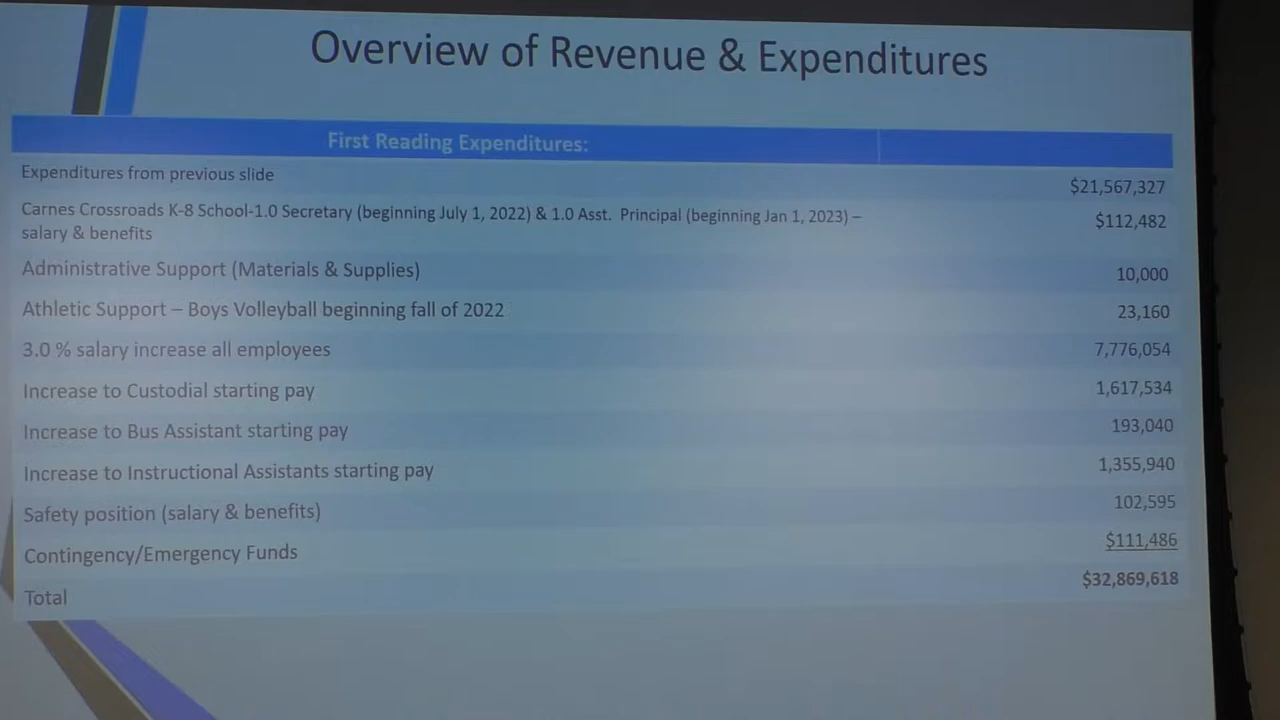 Overview of Revenue & Expenditures
First Reading Expenditures:
Expenditures from previous slide $21,567,327
Carnes Crossroads K-8 School-1.0 Secretary (beginning July 1, 2022) & 1.0 Asst. Principal (beginning Jan 1, 2023) – $112,482
salary & benefits
Administrative Support (Materials & Supplies) 10,000
Athletic Support – Boys Volleyball beginning fall of 2022 23,160
3.0 % salary increase all employees 7,776,054
Increase to Custodial starting pay 1,617,534
Increase to Bus Assistant starting pay 193,040
Increase to Instructional Assistants starting pay 1,355,940
Safety position (salary & benefits) 102,595
Contingency/Emergency Funds $111,486
Total $32,869,618